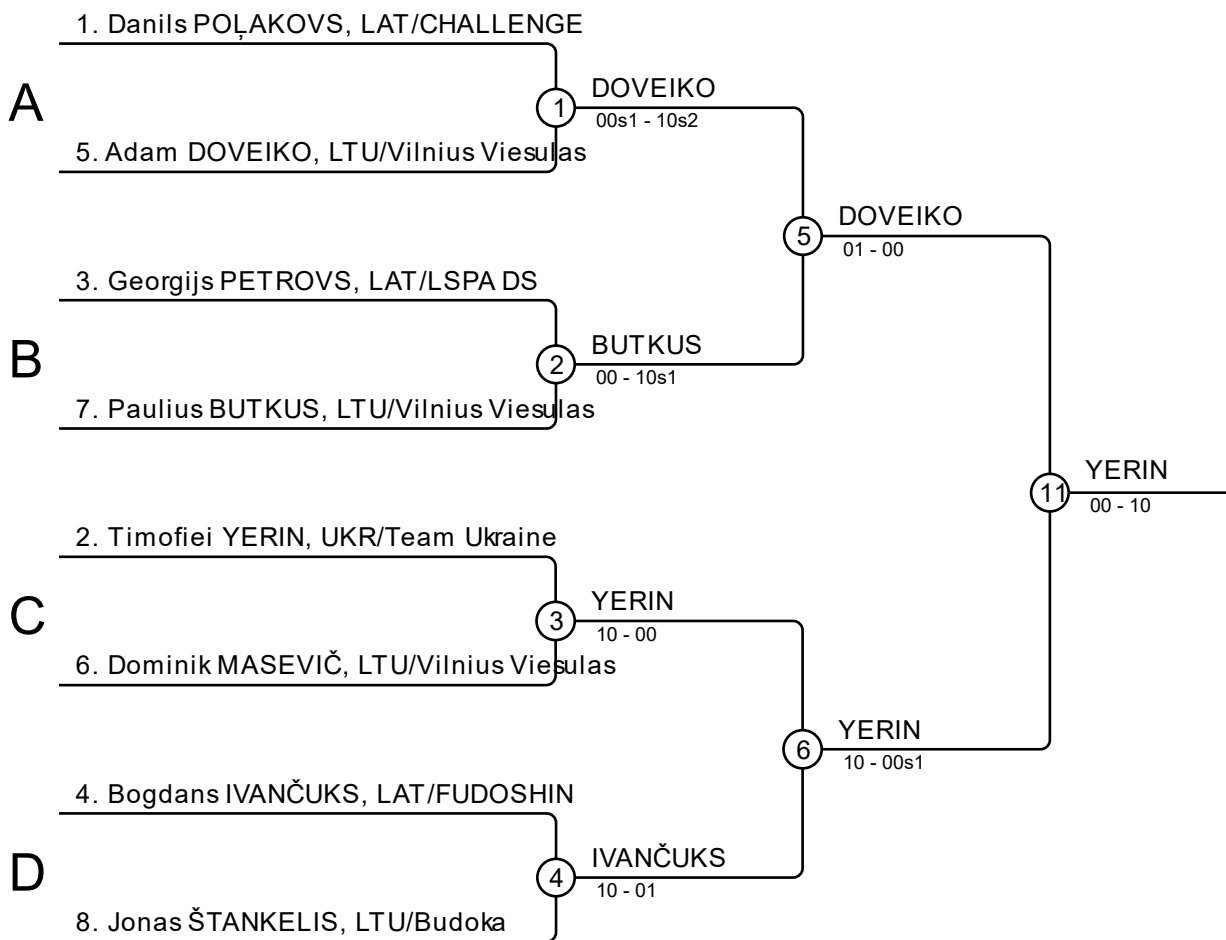 1. Danils POĻAKOVS, LAT/CHALLENGE
A
1
DOVEIKO
00s1 - 10s2
5. Adam DOVEIKO, LTU/Vilnius Viesulas
5
DOVEIKO
01 - 00
3. Georgijs PETROVS, LAT/LSPA DS
B
2
BUTKUS
00 - 10s1
7. Paulius BUTKUS, LTU/Vilnius Viesulas
11
YERIN
00 - 10
2. Timofiei YERIN, UKR/Team Ukraine
C
3
YERIN
10 - 00
6. Dominik MASEVIČ, LTU/Vilnius Viesulas
6
YERIN
10 - 00s1
4. Bogdans IVANČUKS, LAT/FUDOSHIN
D
4
IVANČUKS
10 - 01
8. Jonas ŠTANKELIS, LTU/Budoka